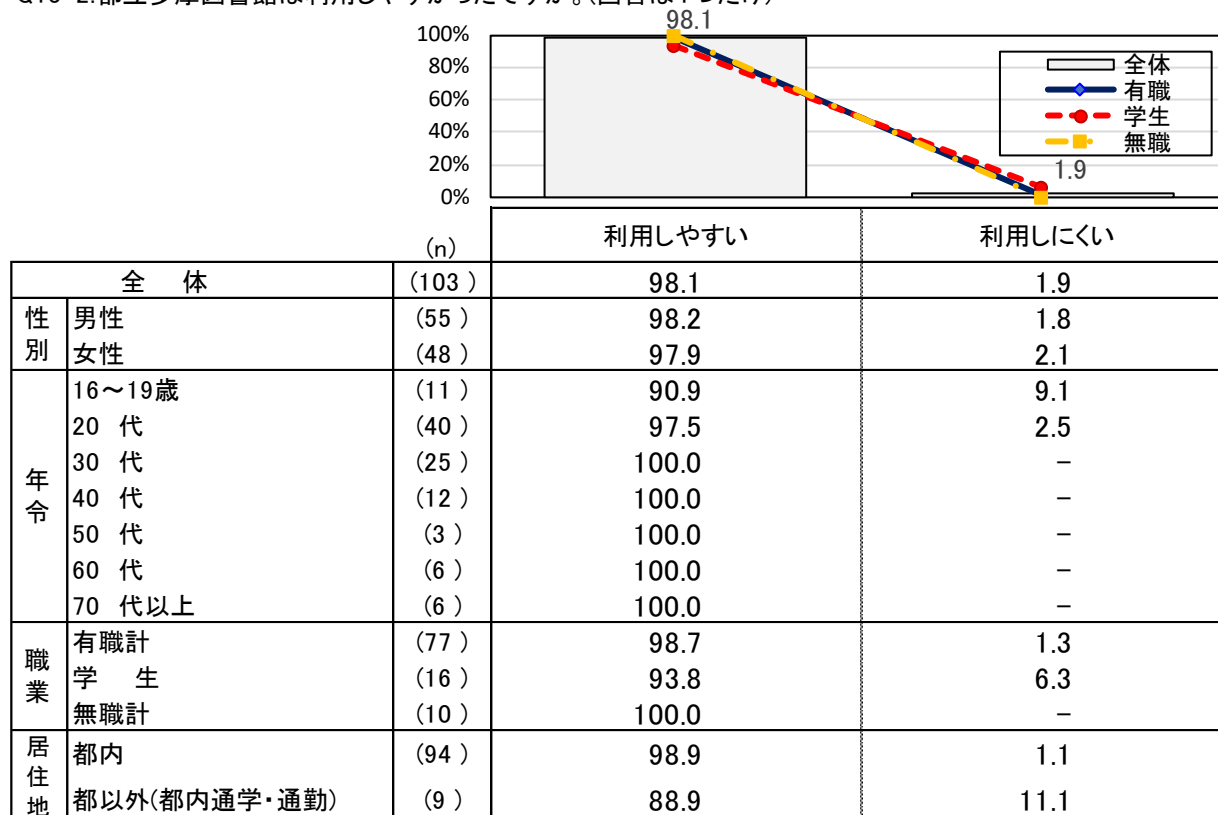 98.1
100%
80%
60%
40%
20%
0%
全体
有職
学生
無職
1.9
(n) 利用しやすい 利用しにくい
全 体 (103 ) 98.1 1.9
性別
男性 (55 ) 98.2 1.8
女性 (48 ) 97.9 2.1
年令
16～19歳 (11 ) 90.9 9.1
20 代 (40 ) 97.5 2.5
30 代 (25 ) 100.0 －
40 代 (12 ) 100.0 －
50 代 (3 ) 100.0 －
60 代 (6 ) 100.0 －
70 代以上 (6 ) 100.0 －
職業
有職計 (77 ) 98.7 1.3
学 生 (16 ) 93.8 6.3
無職計 (10 ) 100.0 －
居住地
都内 (94 ) 98.9 1.1
都以外(都内通学・通勤) (9 ) 88.9 11.1